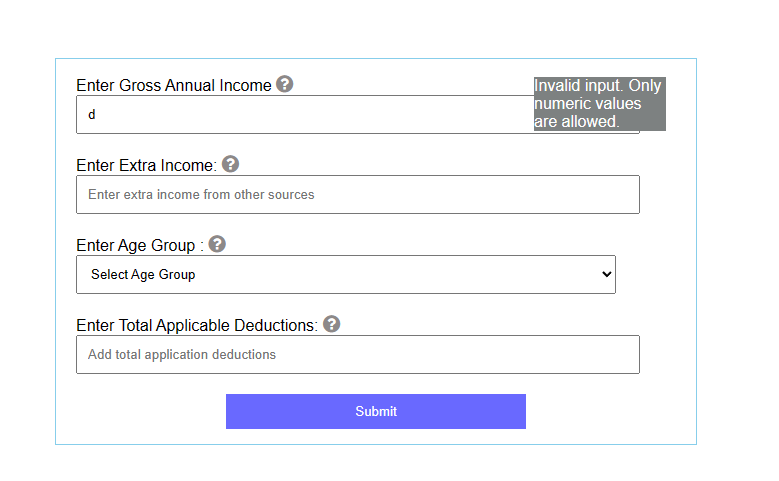 Enter Gross Annual Income ?
Invalid input. Only
numeric values
are allowed.
d
Enter Extra Income: ?
Enter extra income from other sources
Enter Age Group : ?
Select Age Group
Enter Total Applicable Deductions: ?
Add total application deductions
Submit